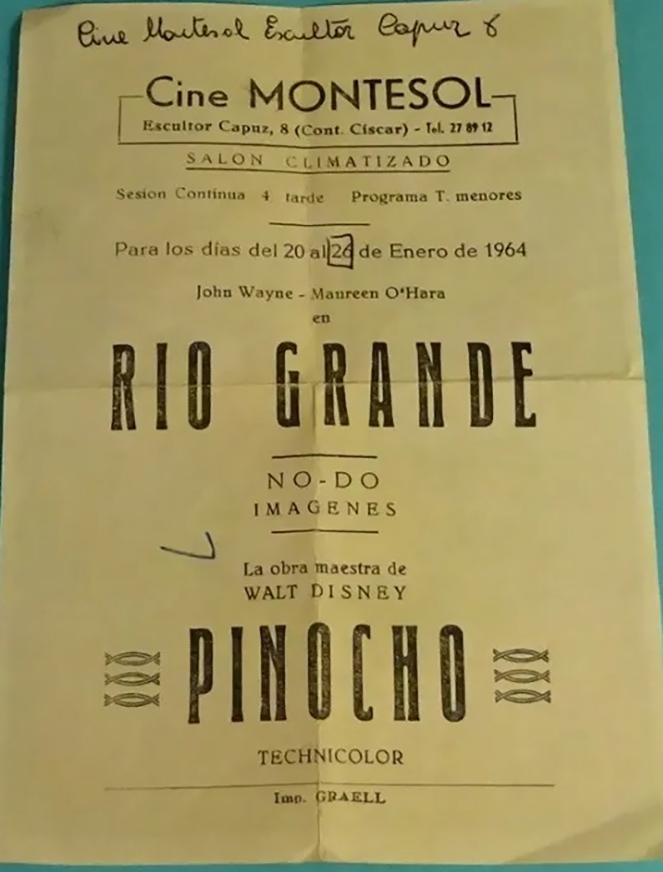 Cine Montesol Escultor Capuz 8
Cine MONTESOL
Escultor Capuz, 8 (Cont. Císcar) - Tel. 27 89 12
SALON CLIMATIZADO
Sesion Continua 4 tarde Programa T. menores
Para los días del 20 al 26 de Enero de 1964
John Wayne - Maureen O'Hara
en
RIO GRANDE
NO-DO
IMAGENES
La obra maestra de
WALT DISNEY
PINOCHO
TECHNICOLOR
Imp. GRAELL